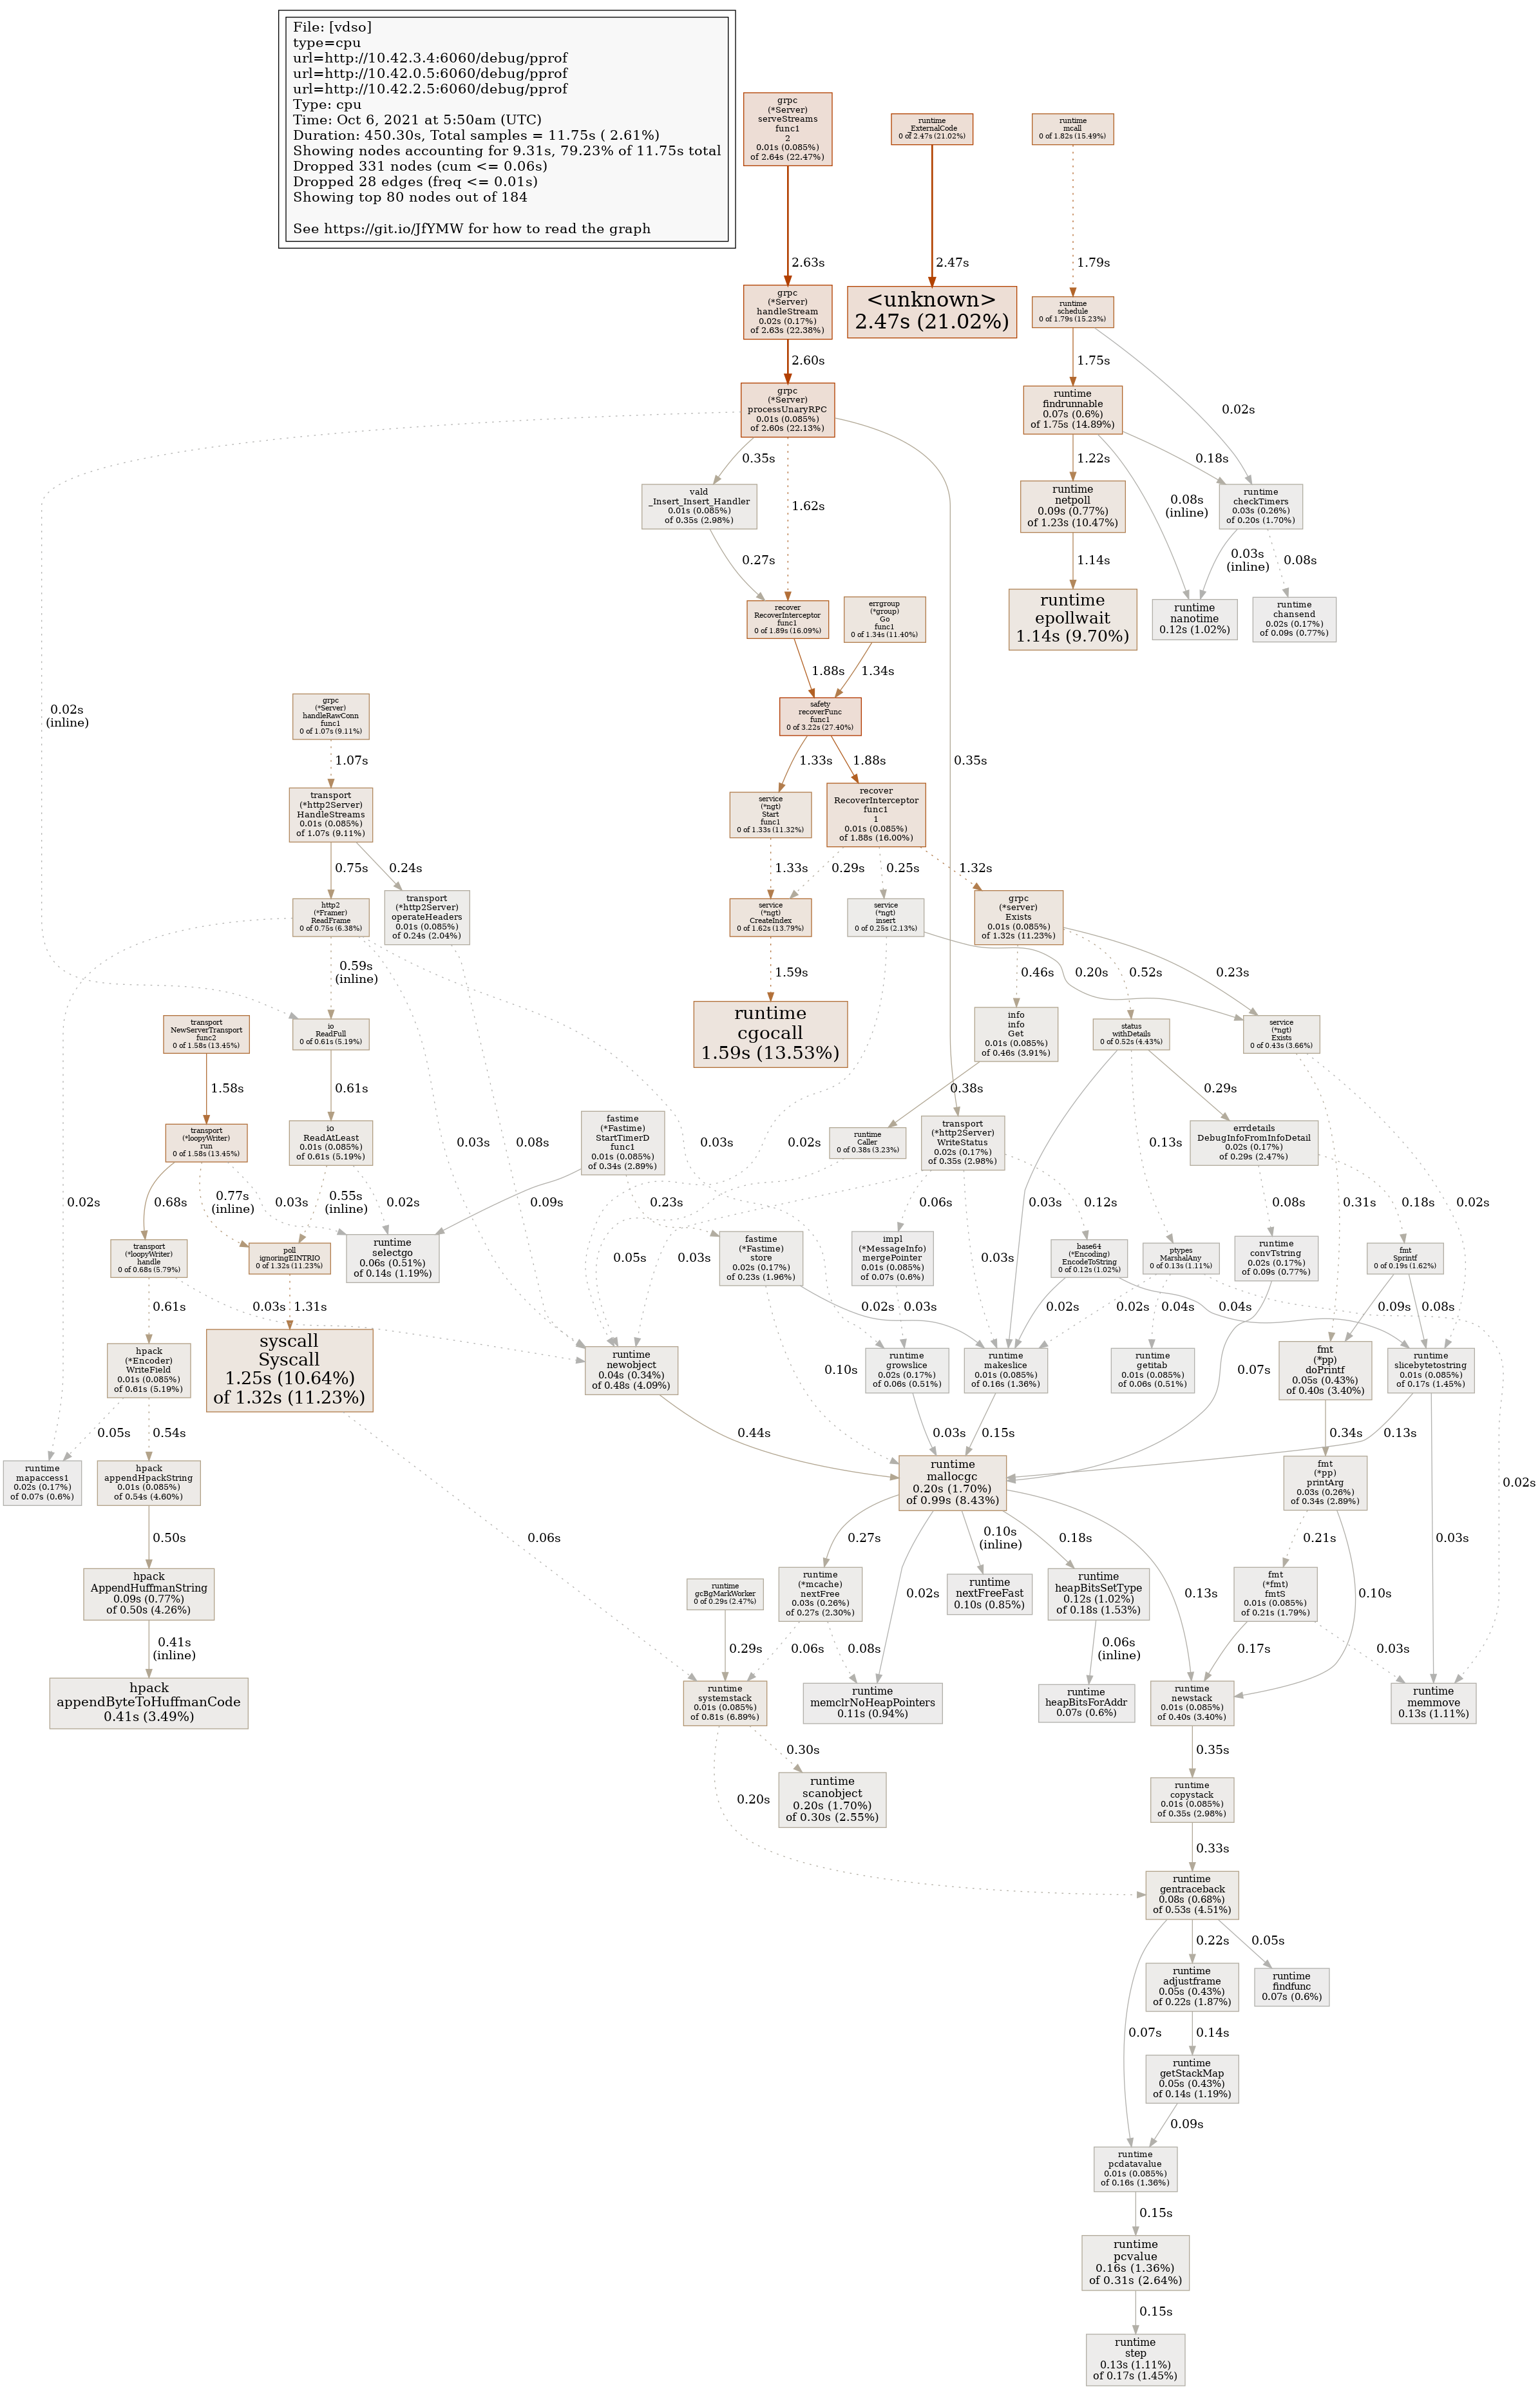 File: [vdso]
type=cpu
url=http://10.42.3.4:6060/debug/pprof
url=http://10.42.0.5:6060/debug/pprof
url=http://10.42.2.5:6060/debug/pprof
Type: cpu
Time: Oct 6, 2021 at 5:50am (UTC)
Duration: 450.30s, Total samples = 11.75s ( 2.61%)
Showing nodes accounting for 9.31s, 79.23% of 11.75s total
Dropped 331 nodes (cum <= 0.06s)
Dropped 28 edges (freq <= 0.01s)
Showing top 80 nodes out of 184
See https://git.io/JfYMW for how to read the graph
grpc
(*Server)
serveStreams
func1
2
0.01s (0.085%)
of 2.64s (22.47%)
runtime
ExternalCode
0 of 2.47s (21.02%)
runtime
mcall
0 of 1.82s (15.49%)
2.63s
2.47s
1.79s
grpc
(*Server)
handleStream
0.02s (0.17%)
of 2.63s (22.38%)
<unknown>
2.47s (21.02%)
runtime
schedule
0 of 1.79s (15.23%)
2.60s
1.75s
0.02s
grpc
(*Server)
processUnaryRPC
0.01s (0.085%)
of 2.60s (22.13%)
runtime
findrunnable
0.07s (0.6%)
of 1.75s (14.89%)
0.35s
1.62s
1.22s
0.08s
(inline)
0.18s
vald
_Insert_Insert_Handler
0.01s (0.085%)
of 0.35s (2.98%)
runtime
netpoll
0.09s (0.77%)
of 1.23s (10.47%)
runtime
checkTimers
0.03s (0.26%)
of 0.20s (1.70%)
0.27s
1.14s
0.03s
(inline)
0.08s
recover
RecoverInterceptor
func1
0 of 1.89s (16.09%)
errgroup
(*group)
Go
func1
0 of 1.34s (11.40%)
runtime
epollwait
1.14s (9.70%)
runtime
nanotime
0.12s (1.02%)
runtime
chansend
0.02s (0.17%)
of 0.09s (0.77%)
1.88s
1.34s
0.02s
(inline)
grpc
(*Server)
handleRawConn
func1
0 of 1.07s (9.11%)
safety
recoverFunc
func1
0 of 3.22s (27.40%)
1.07s
1.33s
1.88s
0.35s
transport
(*http2Server)
HandleStreams
0.01s (0.085%)
of 1.07s (9.11%)
service
(*ngt)
Start
func1
0 of 1.33s (11.32%)
recover
RecoverInterceptor
func1
1
0.01s (0.085%)
of 1.88s (16.00%)
0.75s
0.24s
1.33s
0.29s
0.25s
1.32s
http2
(*Framer)
ReadFrame
0 of 0.75s (6.38%)
transport
(*http2Server)
operateHeaders
0.01s (0.085%)
of 0.24s (2.04%)
service
(*ngt)
CreateIndex
0 of 1.62s (13.79%)
service
(*ngt)
insert
0 of 0.25s (2.13%)
grpc
(*server)
Exists
0.01s (0.085%)
of 1.32s (11.23%)
0.59s
(inline)
1.59s
0.46s
0.52s
0.20s
0.23s
transport
NewServerTransport
func2
0 of 1.58s (13.45%)
io
ReadFull
0 of 0.61s (5.19%)
runtime
cgocall
1.59s (13.53%)
info
info
Get
0.01s (0.085%)
of 0.46s (3.91%)
status
withDetails
0 of 0.52s (4.43%)
service
(*ngt)
Exists
0 of 0.43s (3.66%)
1.58s
0.61s
0.38s
0.29s
transport
(*loopyWriter)
run
0 of 1.58s (13.45%)
io
ReadAtLeast
0.01s (0.085%)
of 0.61s (5.19%)
fastime
(*Fastime)
StartTimerD
func1
0.01s (0.085%)
of 0.34s (2.89%)
runtime
Caller
0 of 0.38s (3.23%)
transport
(*http2Server)
WriteStatus
0.02s (0.17%)
of 0.35s (2.98%)
errdetails
DebugInfoFromInfoDetail
0.02s (0.17%)
of 0.29s (2.47%)
0.03s
0.08s
0.03s
0.02s
0.13s
0.02s
0.68s
0.77s
(inline)
0.03s
0.55s
(inline)
0.02s
0.09s
0.23s
0.06s
0.03s
0.12s
0.08s
0.31s
0.18s
0.02s
transport
(*loopyWriter)
handle
0 of 0.68s (5.79%)
poll
ignoringEINTRIO
0 of 1.32s (11.23%)
runtime
selectgo
0.06s (0.51%)
of 0.14s (1.19%)
fastime
(*Fastime)
store
0.02s (0.17%)
of 0.23s (1.96%)
impl
(*MessageInfo)
mergePointer
0.01s (0.085%)
of 0.07s (0.6%)
base64
(*Encoding)
EncodeToString
0 of 0.12s (1.02%)
ptypes
MarshalAny
0 of 0.13s (1.11%)
runtime
convTstring
0.02s (0.17%)
of 0.09s (0.77%)
fmt
Sprintf
0 of 0.19s (1.62%)
0.05s
0.03s
0.03s
0.61s
0.03s
1.31s
0.02s
0.03s
0.02s
0.02s
0.04s
0.04s
0.09s
0.08s
hpack
(*Encoder)
WriteField
0.01s (0.085%)
of 0.61s (5.19%)
syscall
Syscall
1.25s (10.64%)
of 1.32s (11.23%)
runtime
newobject
0.04s (0.34%)
of 0.48s (4.09%)
runtime
growslice
0.02s (0.17%)
of 0.06s (0.51%)
runtime
makeslice
0.01s (0.085%)
of 0.16s (1.36%)
runtime
getitab
0.01s (0.085%)
of 0.06s (0.51%)
fmt
(*pp)
doPrintf
0.05s (0.43%)
of 0.40s (3.40%)
runtime
slicebytetostring
0.01s (0.085%)
of 0.17s (1.45%)
0.10s
0.07s
0.05s
0.54s
0.44s
0.03s
0.15s
0.34s
0.13s
runtime
mapaccess1
0.02s (0.17%)
of 0.07s (0.6%)
hpack
appendHpackString
0.01s (0.085%)
of 0.54s (4.60%)
runtime
mallocgc
0.20s (1.70%)
of 0.99s (8.43%)
fmt
(*pp)
printArg
0.03s (0.26%)
of 0.34s (2.89%)
0.02s
0.50s
0.06s
0.27s
0.02s
0.10s
(inline)
0.18s
0.13s
0.21s
0.10s
0.03s
hpack
AppendHuffmanString
0.09s (0.77%)
of 0.50s (4.26%)
runtime
gcBgMarkWorker
0 of 0.29s (2.47%)
runtime
(*mcache)
nextFree
0.03s (0.26%)
of 0.27s (2.30%)
runtime
nextFreeFast
0.10s (0.85%)
runtime
heapBitsSetType
0.12s (1.02%)
of 0.18s (1.53%)
fmt
(*fmt)
fmtS
0.01s (0.085%)
of 0.21s (1.79%)
0.41s
(inline)
0.29s
0.06s
0.08s
0.06s
(inline)
0.17s
0.03s
hpack
appendByteToHuffmanCode
0.41s (3.49%)
runtime
systemstack
0.01s (0.085%)
of 0.81s (6.89%)
runtime
memclrNoHeapPointers
0.11s (0.94%)
runtime
heapBitsForAddr
0.07s (0.6%)
runtime
newstack
0.01s (0.085%)
of 0.40s (3.40%)
runtime
memmove
0.13s (1.11%)
0.20s
0.30s
0.35s
runtime
scanobject
0.20s (1.70%)
of 0.30s (2.55%)
runtime
copystack
0.01s (0.085%)
of 0.35s (2.98%)
0.33s
runtime
gentraceback
0.08s (0.68%)
of 0.53s (4.51%)
0.07s
0.22s
0.05s
runtime
adjustframe
0.05s (0.43%)
of 0.22s (1.87%)
runtime
findfunc
0.07s (0.6%)
0.14s
runtime
getStackMap
0.05s (0.43%)
of 0.14s (1.19%)
0.09s
runtime
pcdatavalue
0.01s (0.085%)
of 0.16s (1.36%)
0.15s
runtime
pcvalue
0.16s (1.36%)
of 0.31s (2.64%)
0.15s
runtime
step
0.13s (1.11%)
of 0.17s (1.45%)